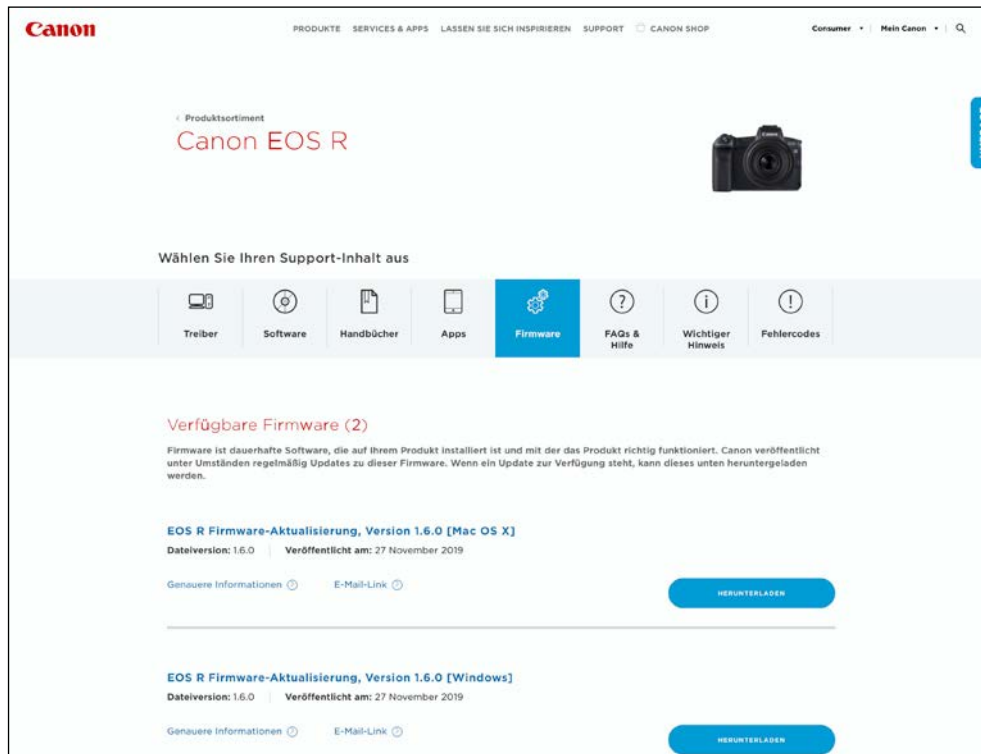 Canon
PRODUKTE SERVICES & APPS LASSEN SIE SICH INSPIRIEREN SUPPORT CANON SHOP Consumer Mein Canon
Produktsortiment
Canon EOS R
Wählen Sie Ihren Support-Inhalt aus
Treiber Software Handbücher Apps Firmware FAQs & Hilfe Wichtiger Hinweis Fehlercodes
Verfügbare Firmware (2)
Firmware ist dauerhafte Software, die auf Ihrem Produkt installiert ist und mit der das Produkt richtig funktioniert. Canon veröffentlicht
unter Umständen regelmäßig Updates zu dieser Firmware. Wenn ein Update zur Verfügung steht, kann dieses unten heruntergeladen
werden.
EOS R Firmware-Aktualisierung, Version 1.6.0 [Mac OS X]
Dateiversion: 1.6.0 Veröffentlicht am: 27 November 2019
Genauere Informationen E-Mail-Link HERUNTERLADEN
EOS R Firmware-Aktualisierung, Version 1.6.0 [Windows]
Dateiversion: 1.6.0 Veröffentlicht am: 27 November 2019
Genauere Informationen E-Mail-Link HERUNTERLADEN